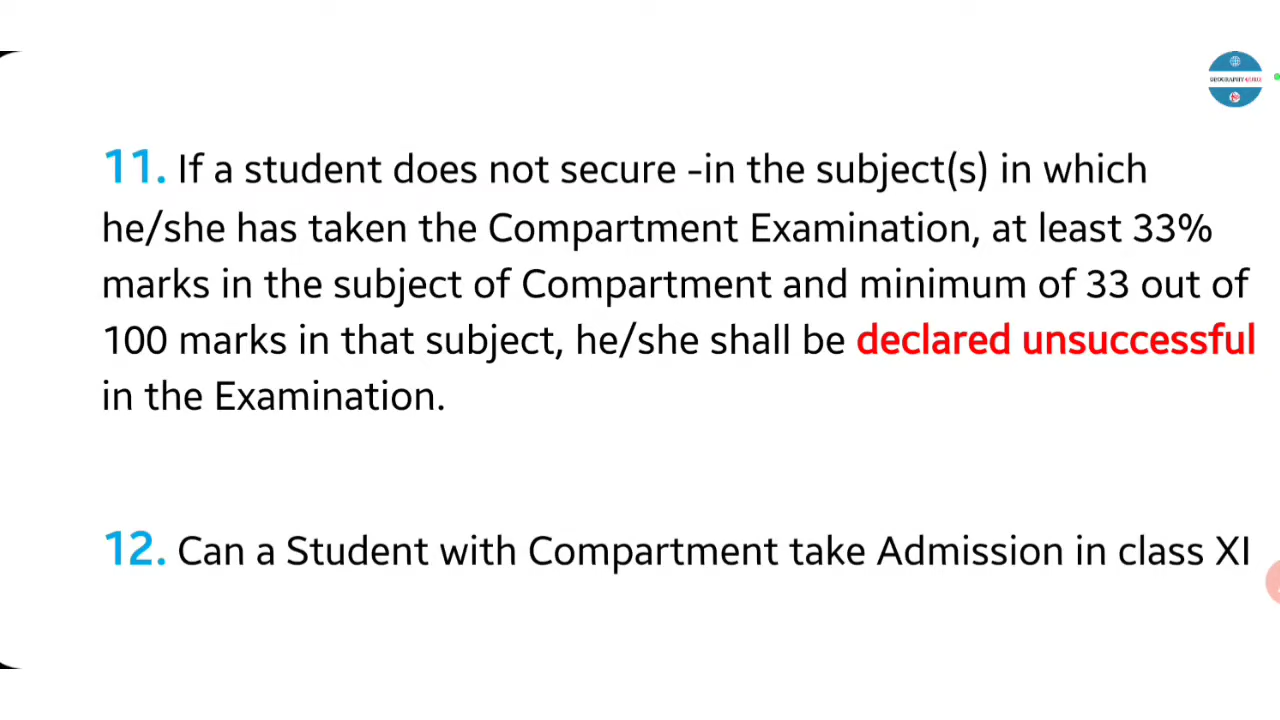 GEOGRAPHY GURUJI
11. If a student does not secure -in the subject(s) in which
he/she has taken the Compartment Examination, at least 33%
marks in the subject of Compartment and minimum of 33 out of
100 marks in that subject, he/she shall be declared unsuccessful
in the Examination.
12. Can a Student with Compartment take Admission in class XI